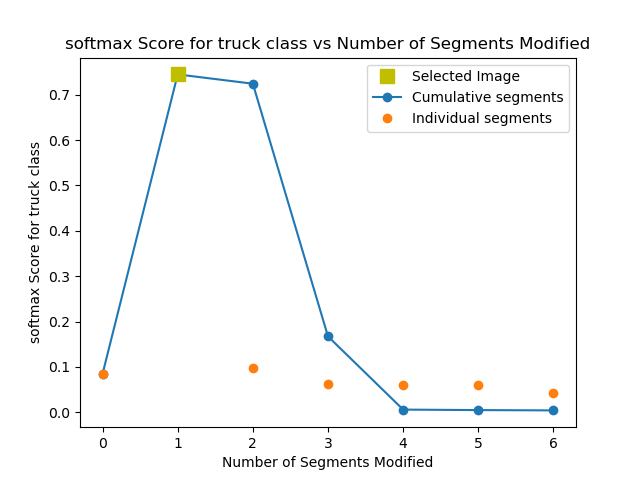 softmax Score for truck class vs Number of Segments Modified
Selected Image
Cumulative segments
Individual segments
softmax Score for truck class
0.7
0.6
0.5
0.4
0.3
0.2
0.1
0.0
0 1 2 3 4 5 6
Number of Segments Modified